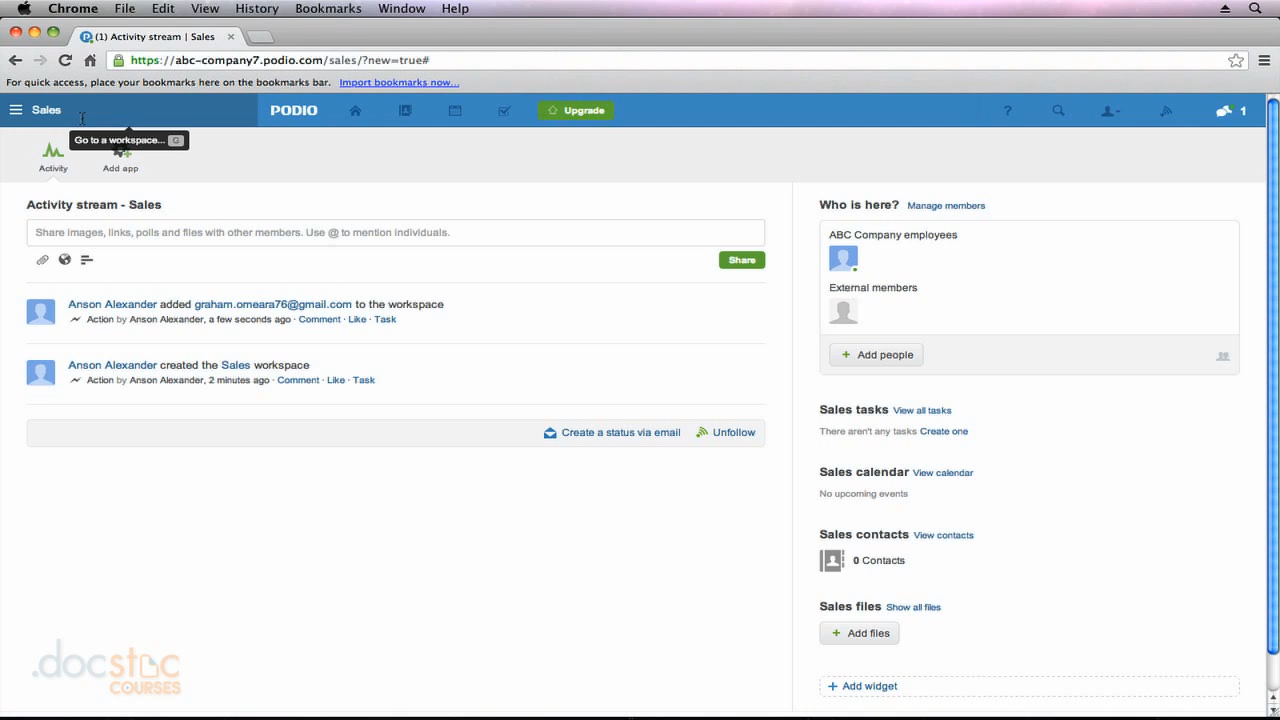 Chrome File Edit View History Bookmarks Window Help
(1) Activity stream | Sales
https://abc-company7.podio.com/sales/?new=true#
For quick access, place your bookmarks here on the bookmarks bar. Import bookmarks now...
Sales PODIO Upgrade ? 1
Go to a workspace... G
Activity Add app
Activity stream - Sales
Share images, links, polls and files with other members. Use @ to mention individuals.
Share
Anson Alexander added graham.omeara76@gmail.com to the workspace
Action by Anson Alexander, a few seconds ago · Comment · Like · Task
Anson Alexander created the Sales workspace
Action by Anson Alexander, 2 minutes ago · Comment · Like · Task
Create a status via email Unfollow
Who is here? Manage members
ABC Company employees
External members
+ Add people
Sales tasks View all tasks
There aren't any tasks Create one
Sales calendar View calendar
No upcoming events
Sales contacts View contacts
0 Contacts
Sales files Show all files
+ Add files
+ Add widget
.docstoc
COURSES